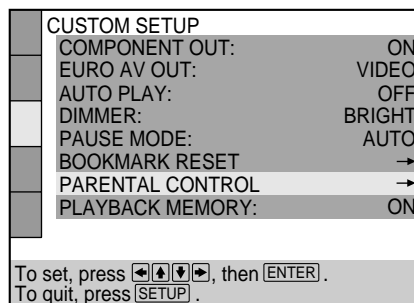 CUSTOM SETUP
COMPONENT OUT: ON
EURO AV OUT: VIDEO
AUTO PLAY: OFF
DIMMER: BRIGHT
PAUSE MODE: AUTO
BOOKMARK RESET →
PARENTAL CONTROL →
PLAYBACK MEMORY: ON
To set, press ←↑↓→, then ENTER.
To quit, press SETUP.